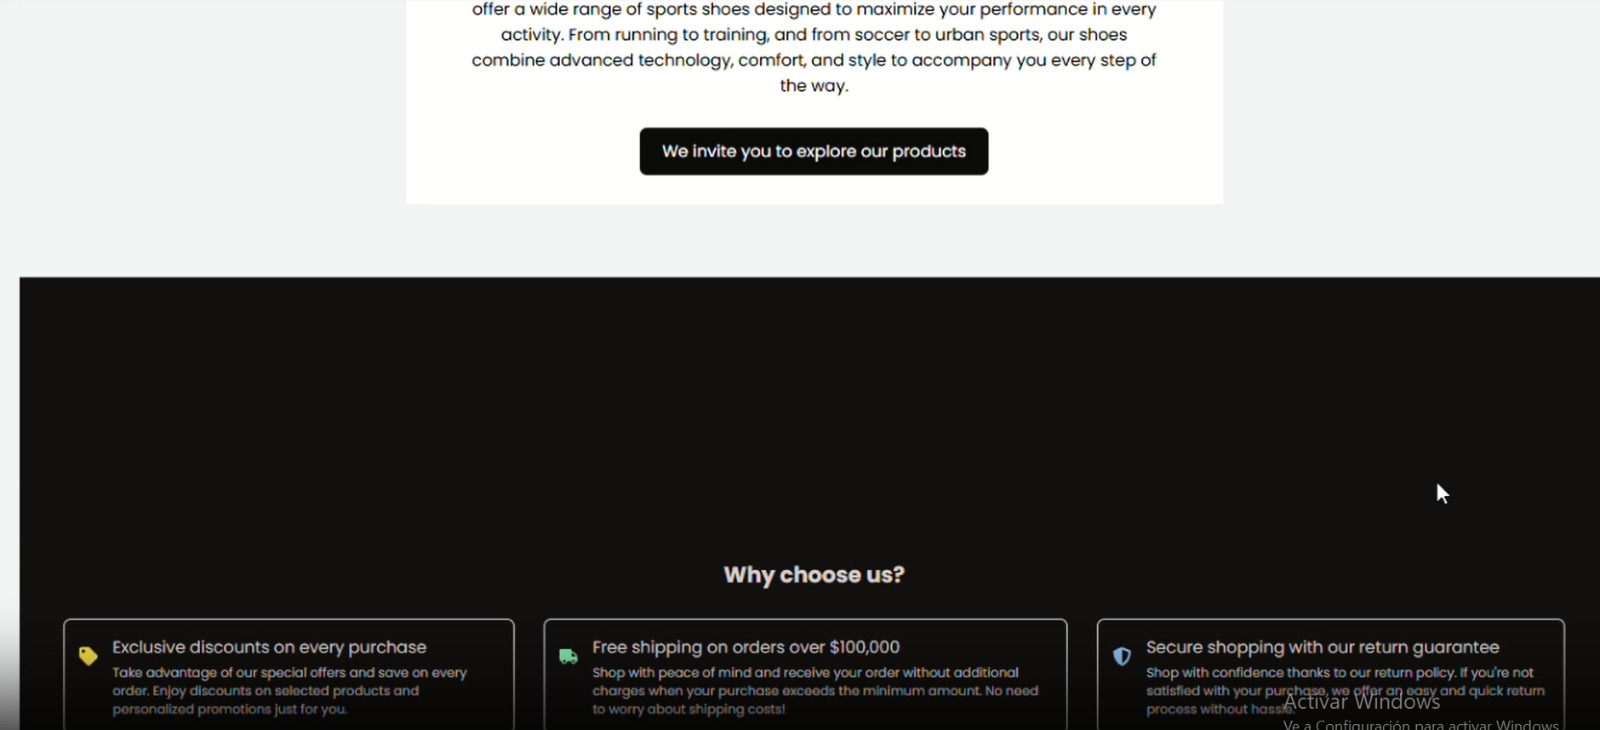 offer a wide range of sports shoes designed to maximize your performance in every
activity. From running to training, and from soccer to urban sports, our shoes
combine advanced technology, comfort, and style to accompany you every step of
the way.
We invite you to explore our products
Why choose us?
Exclusive discounts on every purchase
Take advantage of our special offers and save on every
order. Enjoy discounts on selected products and
personalized promotions just for you.
Free shipping on orders over $100,000
Shop with peace of mind and receive your order without additional
charges when your purchase exceeds the minimum amount. No need
to worry about shipping costs!
Secure shopping with our return guarantee
Shop with confidence thanks to our return policy. If you're not
satisfied with your purchase, we offer an easy and quick return
process without hassle.
Activar Windows
Ve a Configuración para activar Windows